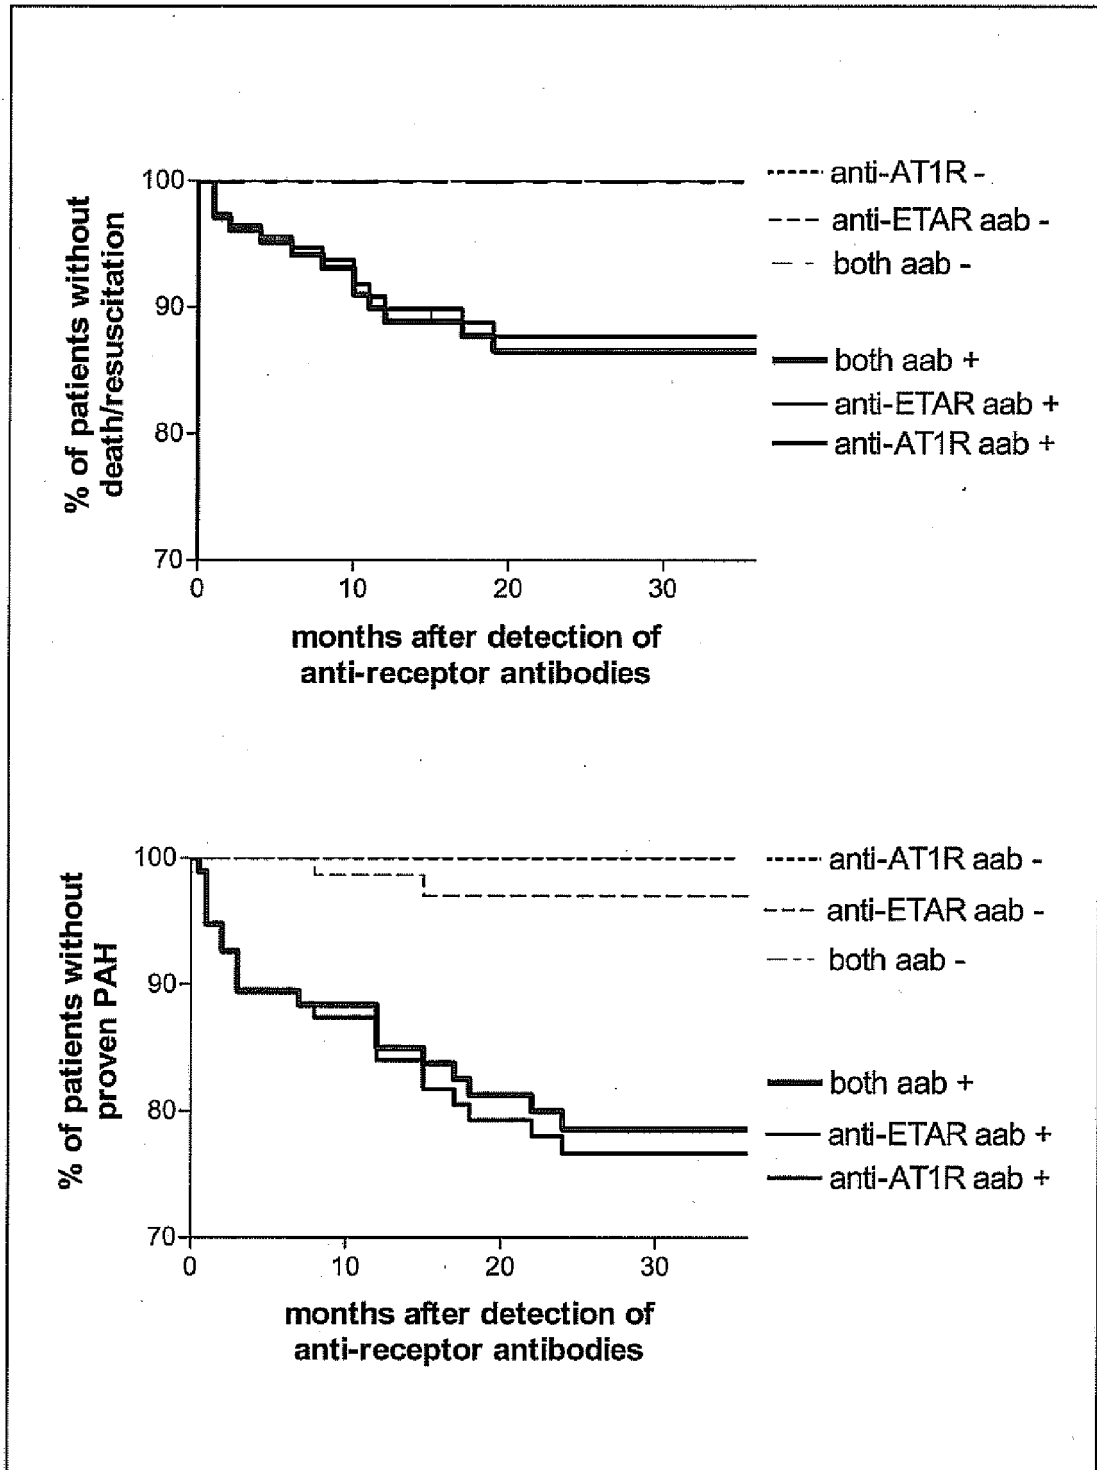 % of patients without
death/resuscitation
100
90
80
70
0 10 20 30
months after detection of
anti-receptor antibodies
anti-AT1R -
anti-ETAR aab -
both aab -
both aab +
anti-ETAR aab +
anti-AT1R aab +
% of patients without
proven PAH
100
90
80
70
0 10 20 30
months after detection of
anti-receptor antibodies
anti-AT1R aab -
anti-ETAR aab -
both aab -
both aab +
anti-ETAR aab +
anti-AT1R aab +